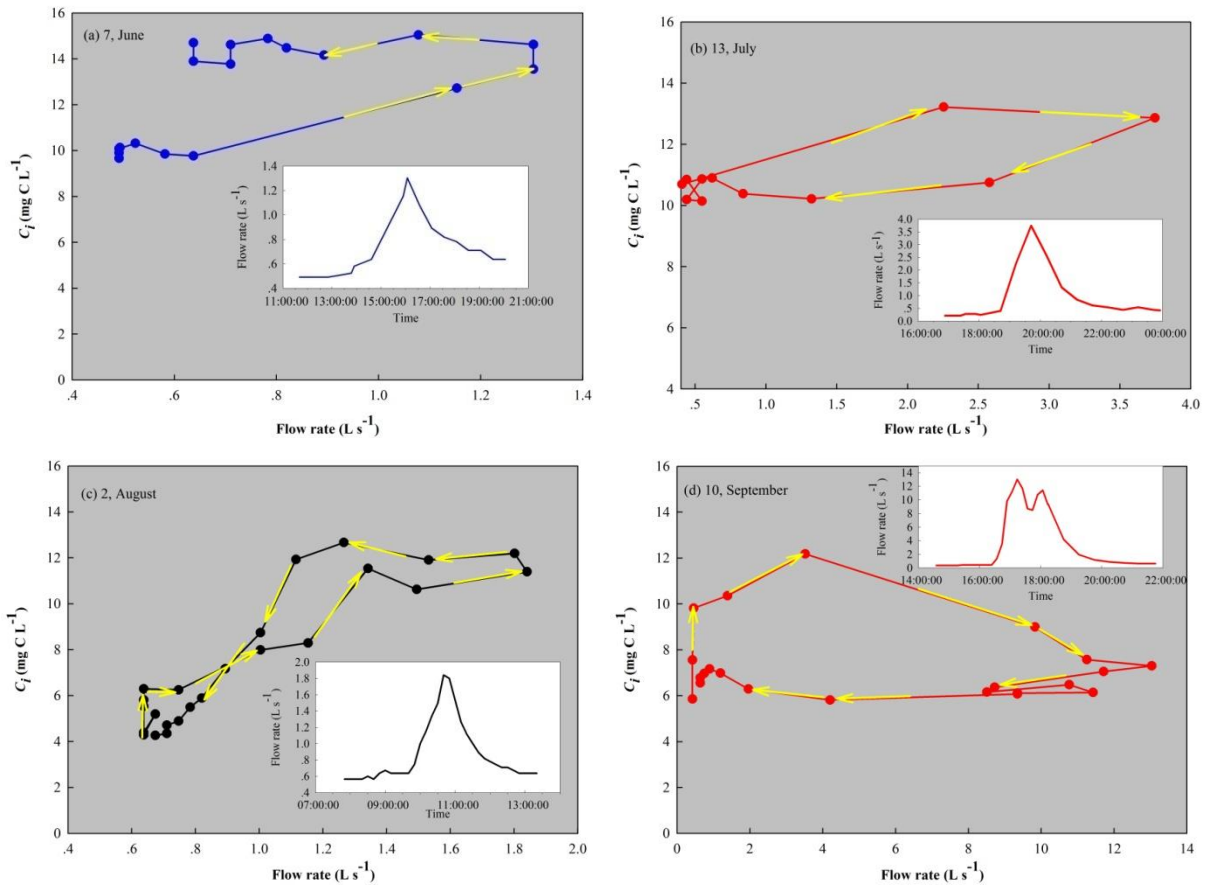 (a) 7, June
16
14
12
10
8
6
4
2
0
C_i (mg C L^-1)
.4 .6 .8 1.0 1.2 1.4
Flow rate (L s^-1)
1.4
1.2
1.0
.8
.6
.4
Flow rate (L s^-1)
11:00:00 13:00:00 15:00:00 17:00:00 19:00:00 21:00:00
Time
(b) 13, July
16
14
12
10
8
6
4
C_i (mg C L^-1)
.5 1.0 1.5 2.0 2.5 3.0 3.5 4.0
Flow rate (L s^-1)
4.0
3.5
3.0
2.5
2.0
1.5
1.0
.5
0.0
Flow rate (L s^-1)
16:00:00 18:00:00 20:00:00 22:00:00 00:00:00
Time
(c) 2, August
16
14
12
10
8
6
4
2
0
C_i (mg C L^-1)
.4 .6 .8 1.0 1.2 1.4 1.6 1.8 2.0
Flow rate (L s^-1)
2.0
1.8
1.6
1.4
1.2
1.0
.8
.6
.4
Flow rate (L s^-1)
07:00:00 09:00:00 11:00:00 13:00:00
Time
(d) 10, September
16
14
12
10
8
6
4
2
0
C_i (mg C L^-1)
0 2 4 6 8 10 12 14
Flow rate (L s^-1)
14
12
10
8
6
4
2
0
Flow rate (L s^-1)
14:00:00 16:00:00 18:00:00 20:00:00 22:00:00
Time